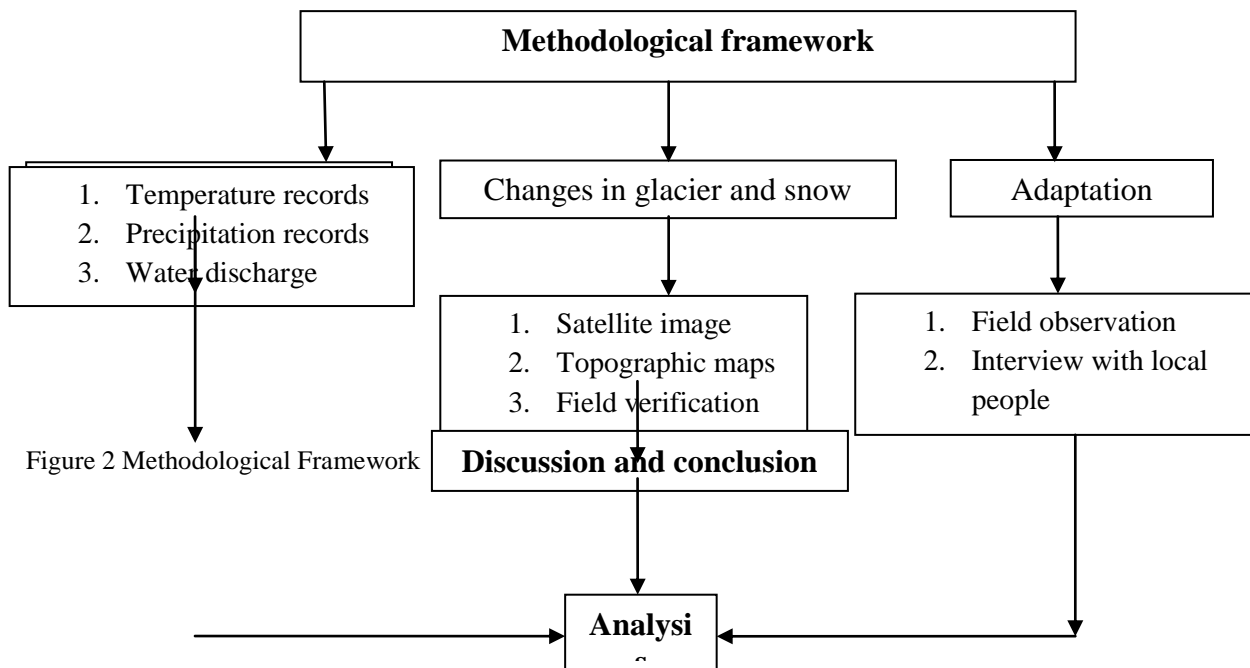 Methodological framework
1. Temperature records
2. Precipitation records
3. Water discharge
Changes in glacier and snow
Adaptation
1. Satellite image
2. Topographic maps
3. Field verification
1. Field observation
2. Interview with local
people
Figure 2 Methodological Framework
Discussion and conclusion
Analysi
s